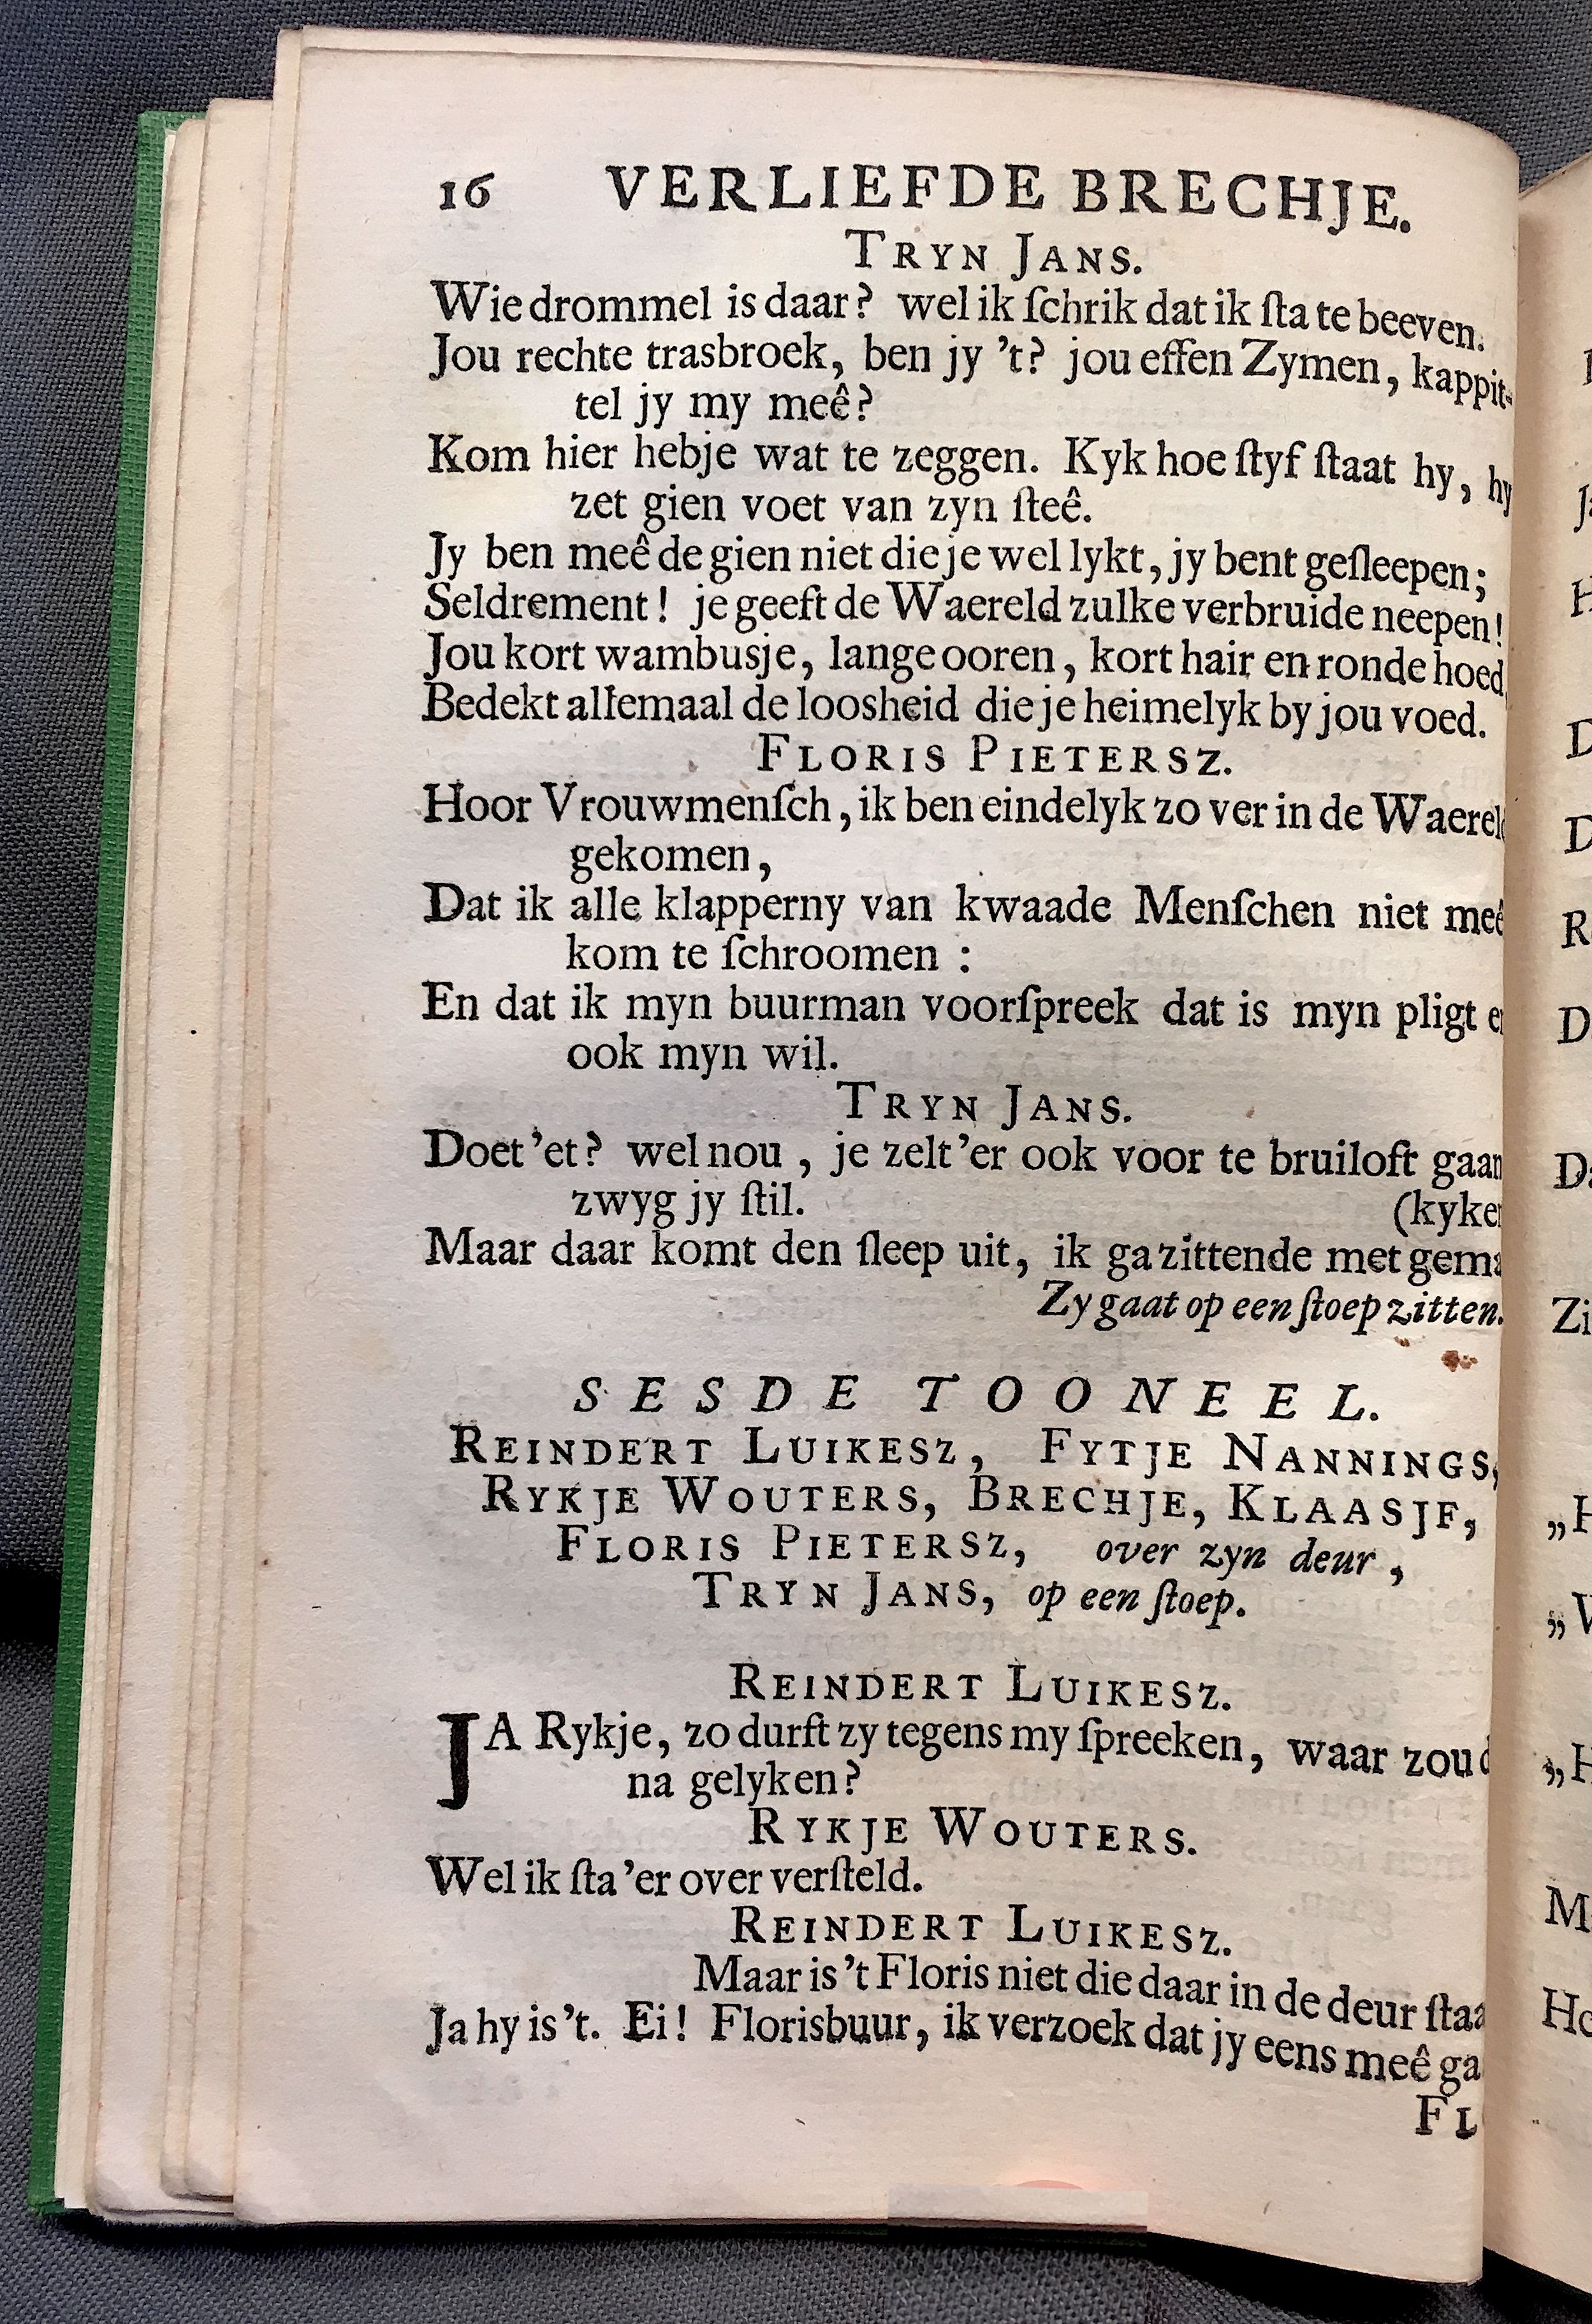 16 VERLIEFDE BRECHJE.
TRYN JANS.
Wie drommel is daar? wel ik ſchrik dat ik ſta te beeven.
Jou rechte trasbroek, ben jy 't? jou effen Zymen, kappit-
tel jy my meê?
Kom hier hebje wat te zeggen. Kyk hoe ſtyf ſtaat hy, hy
zet gien voet van zyn ſteê.
Jy ben meê de gien niet die je wel lykt, jy bent geſleepen;
Seldrement! je geeft de Waereld zulke verbruide neepen!
Jou kort wambusje, lange ooren, kort hair en ronde hoed,
Bedekt allemaal de loosheid die je heimelyk by jou voed.
FLORIS PIETERSZ.
Hoor Vrouwmenſch, ik ben eindelyk zo ver in de Waereld
gekomen,
Dat ik alle klapperny van kwaade Menſchen niet meê
kom te ſchroomen :
En dat ik myn buurman voorſpreek dat is myn pligt en
ook myn wil.
TRYN JANS.
Doet 'et? wel nou, je zelt 'er ook voor te bruiloft gaan
zwyg jy ſtil. (kyken
Maar daar komt den ſleep uit, ik ga zittende met gema
Zy gaat op een ſtoep zitten.
SESDE TOONEEL.
REINDERT LUIKESZ, FYTJE NANNINGS,
RYKJE WOUTERS, BRECHJE, KLAASJF,
FLORIS PIETERSZ, over zyn deur,
TRYN JANS, op een ſtoep.
REINDERT LUIKESZ.
JA Rykje, zo durft zy tegens my ſpreeken, waar zou d
na gelyken?
RYKJE WOUTERS.
Wel ik ſta 'er over verſteld.
REINDERT LUIKESZ.
Maar is 't Floris niet die daar in de deur ſtaa
Ja hy is 't. Ei! Florisbuur, ik verzoek dat jy eens meê ga
FL